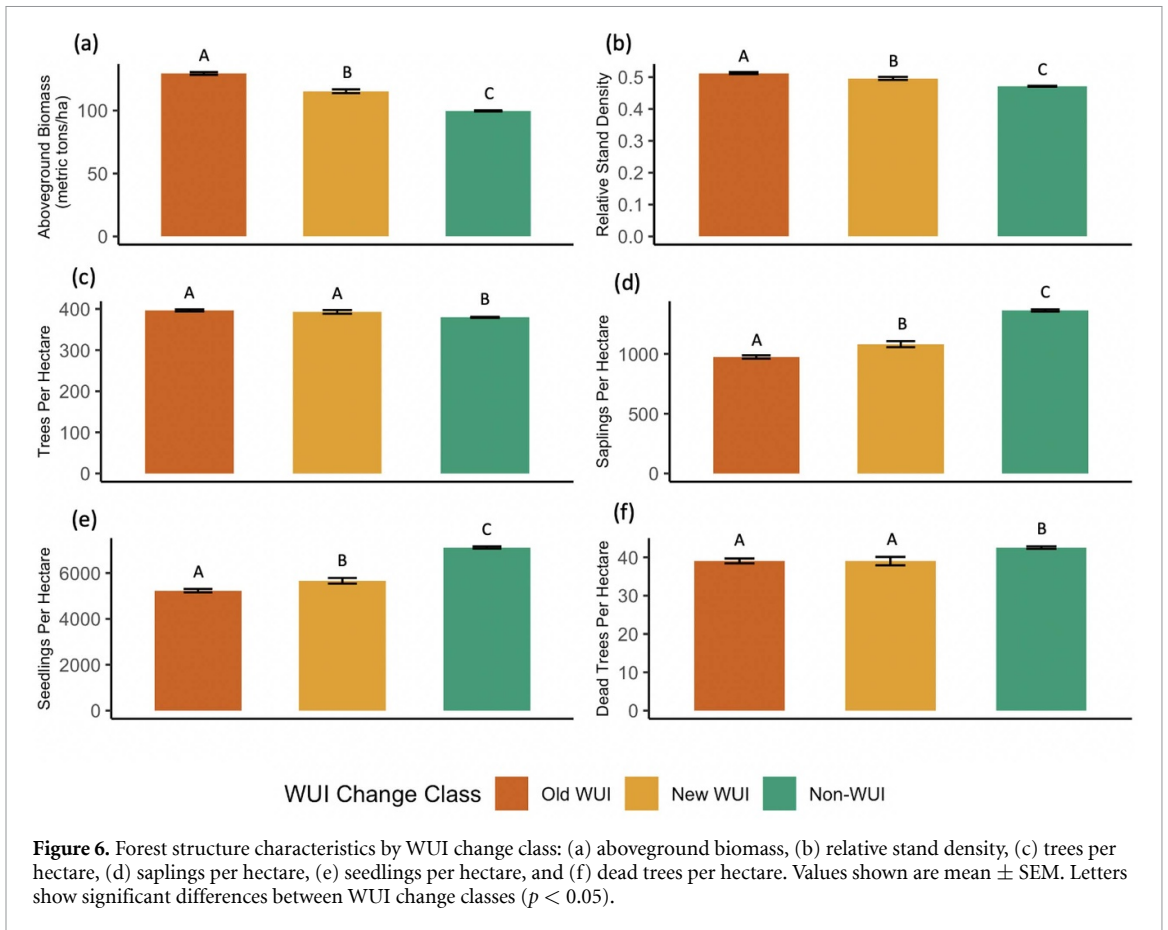 (a)
A
B
C
100
50
0
Aboveground Biomass
(metric tons/ha)
(b)
A
B
C
0.5
0.4
0.3
0.2
0.1
0.0
Relative Stand Density
(c)
A
A
B
400
300
200
100
0
Trees Per Hectare
(d)
A
B
C
1000
500
0
Saplings Per Hectare
(e)
A
B
C
6000
4000
2000
0
Seedlings Per Hectare
(f)
A
A
B
40
30
20
10
0
Dead Trees Per Hectare
WUI Change Class Old WUI New WUI Non-WUI
Figure 6. Forest structure characteristics by WUI change class: (a) aboveground biomass, (b) relative stand density, (c) trees per
hectare, (d) saplings per hectare, (e) seedlings per hectare, and (f) dead trees per hectare. Values shown are mean ± SEM. Letters
show significant differences between WUI change classes (p < 0.05).